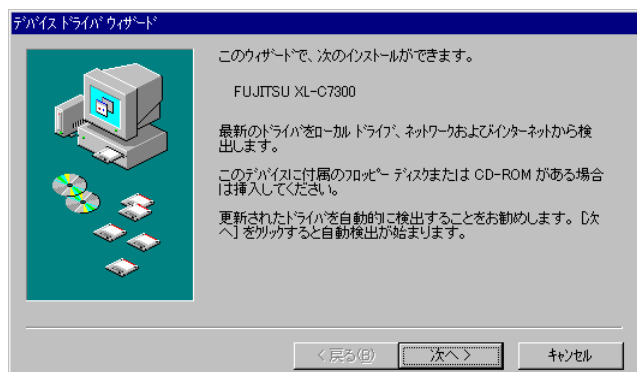 ﾃﾞﾊﾞｲｽ ﾄﾞﾗｲﾊﾞ ｳｨｻﾞｰﾄﾞ
このｳｨｻﾞｰﾄﾞで、次のｲﾝｽﾄｰﾙができます。
FUJITSU XL-C7300
最新のﾄﾞﾗｲﾊﾞをﾛｰｶﾙ ﾄﾞﾗｲﾌﾞ、ﾈｯﾄﾜｰｸおよびｲﾝﾀｰﾈｯﾄから検
出します。
このﾃﾞﾊﾞｲｽに付属のﾌﾛｯﾋﾟｰ ﾃﾞｨｽｸまたは CD-ROM がある場合
は挿入してください。
更新されたﾄﾞﾗｲﾊﾞを自動的に検出することをお勧めします。[次
へ] をｸﾘｯｸすると自動検出が始まります。
< 戻る(B) 次へ > ｷｬﾝｾﾙ